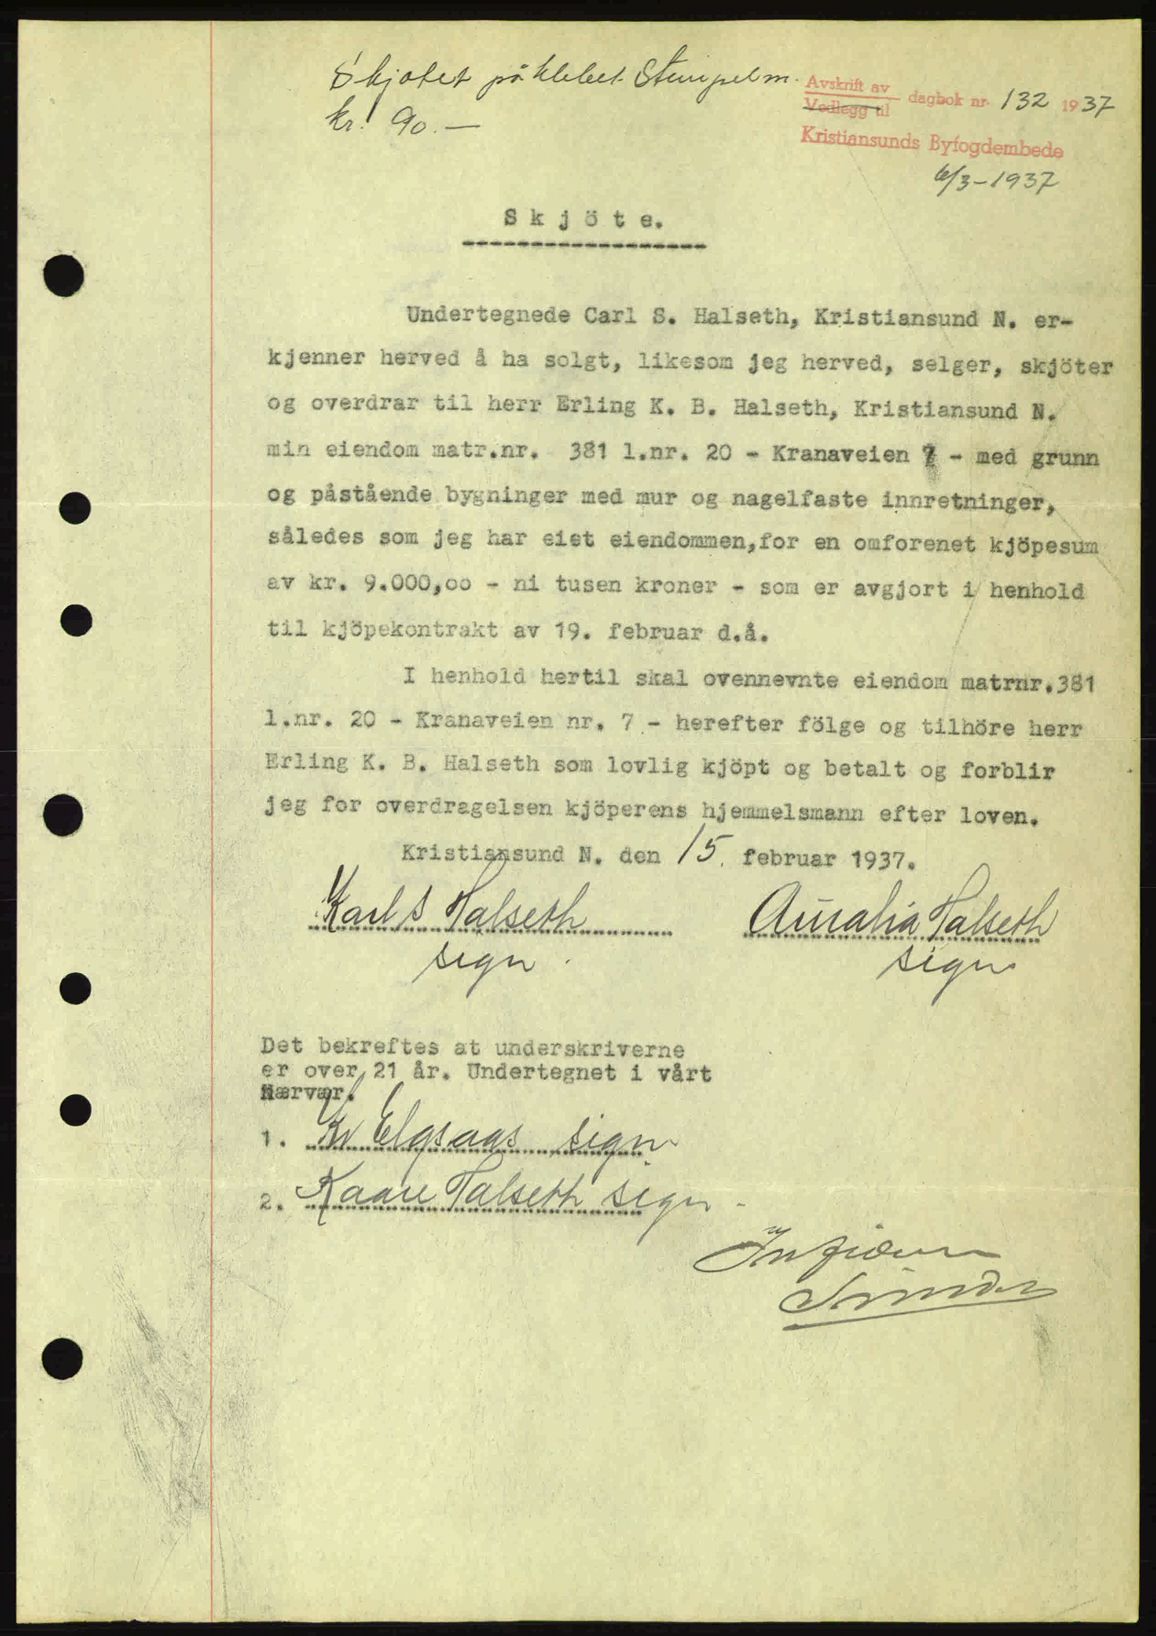 Skjøtet påklebet Stempelm.
kr. 90.—
Avskrift av
Vedlegg til
dagbok nr. 132 1937
Kristiansunds Byfogdembede
6/3-1937
Skjöte.
Undertegnede Carl S. Halseth, Kristiansund N. er-
kjenner herved å ha solgt, likesom jeg herved, selger, skjöter
og overdrar til herr Erling K. B. Halseth, Kristiansund N.
min eiendom matr.nr. 381 l.nr. 20 - Kranaveien 7 - med grunn
og påstående bygninger med mur og nagelfaste innretninger,
således som jeg har eiet eiendommen,for en omforenet kjöpesum
av kr. 9.000,oo - ni tusen kroner - som er avgjort i henhold
til kjöpekontrakt av 19. februar d.å.
I henhold hertil skal ovennevnte eiendom matrnr.381
l.nr. 20 - Kranaveien nr. 7 - herefter fölge og tilhöre herr
Erling K. B. Halseth som lovlig kjöpt og betalt og forblir
jeg for overdragelsen kjöperens hjemmelsmann efter loven.
Kristiansund N. den 15. februar 1937.
Karl S Halseth
sign.
Auralia Halseth
sign
Det bekreftes at underskriverne
er over 21 år. Undertegnet i vårt
Nærvær.
1. Kr Elgsaas sign
2. Kaare Halseth sign